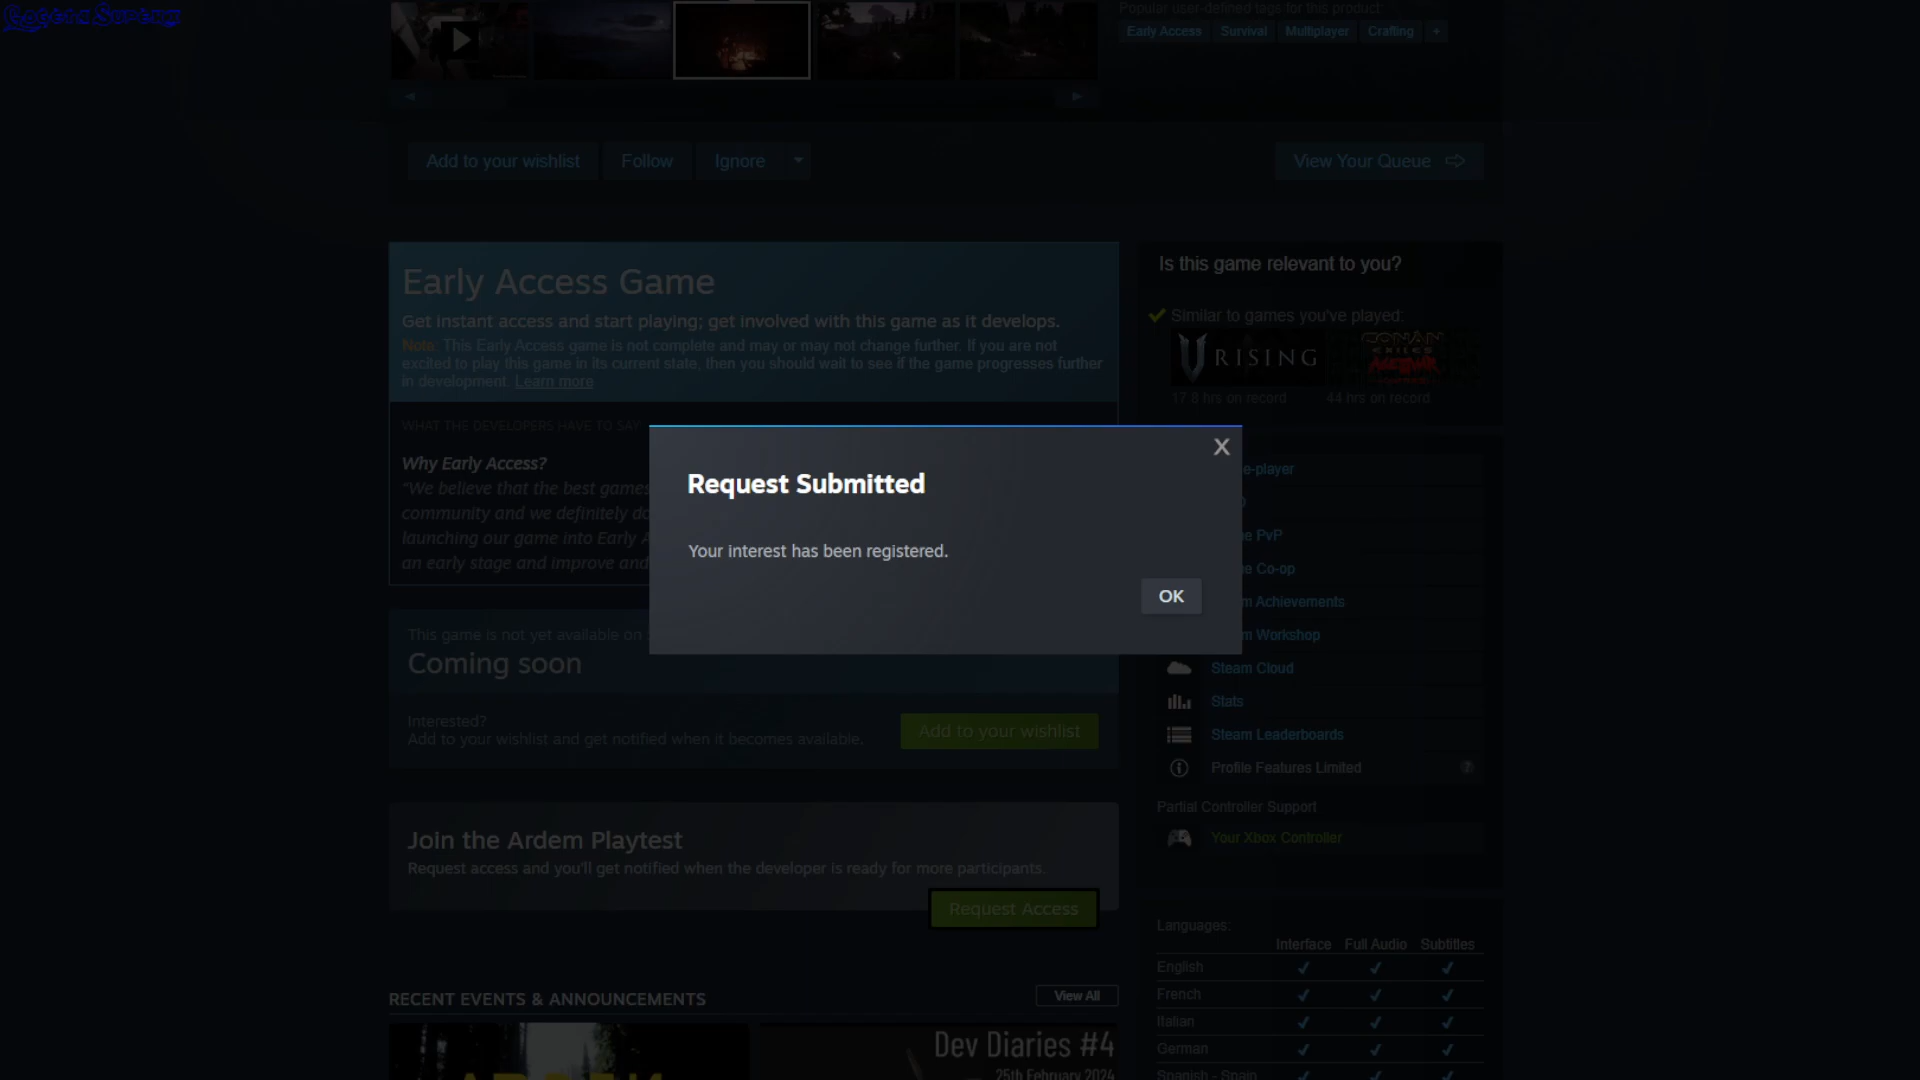 Popular user-defined tags for this product:
Early Access Survival Multiplayer Crafting +
Add to your wishlist Follow Ignore View Your Queue
Early Access Game
Get instant access and start playing; get involved with this game as it develops.
Note: This Early Access game is not complete and may or may not change further. If you are not
excited to play this game in its current state, then you should wait to see if the game progresses further
in development. Learn more
WHAT THE DEVELOPERS HAVE TO SAY
Why Early Access?
"We believe that the best games
community and we definitely do
launching our game into Early A
an early stage and improve and
Is this game relevant to you?
Similar to games you've played:
V RISING
CONAN
EXILES
17.8 hrs on record 44 hrs on record
X
Request Submitted
Your interest has been registered.
OK
e-player
e PvP
e Co-op
m Achievements
m Workshop
Steam Cloud
Stats
Steam Leaderboards
Profile Features Limited ?
Partial Controller Support
Your Xbox Controller
This game is not yet available on
Coming soon
Interested?
Add to your wishlist and get notified when it becomes available.
Add to your wishlist
Join the Ardem Playtest
Request access and you'll get notified when the developer is ready for more participants.
Request Access
Languages:
Interface Full Audio Subtitles
English ✔ ✔ ✔
French ✔ ✔ ✔
Italian ✔ ✔ ✔
German ✔ ✔ ✔
Spanish - Spain ✔ ✔ ✔
RECENT EVENTS & ANNOUNCEMENTS View All
Dev Diaries #4
25th February 2024